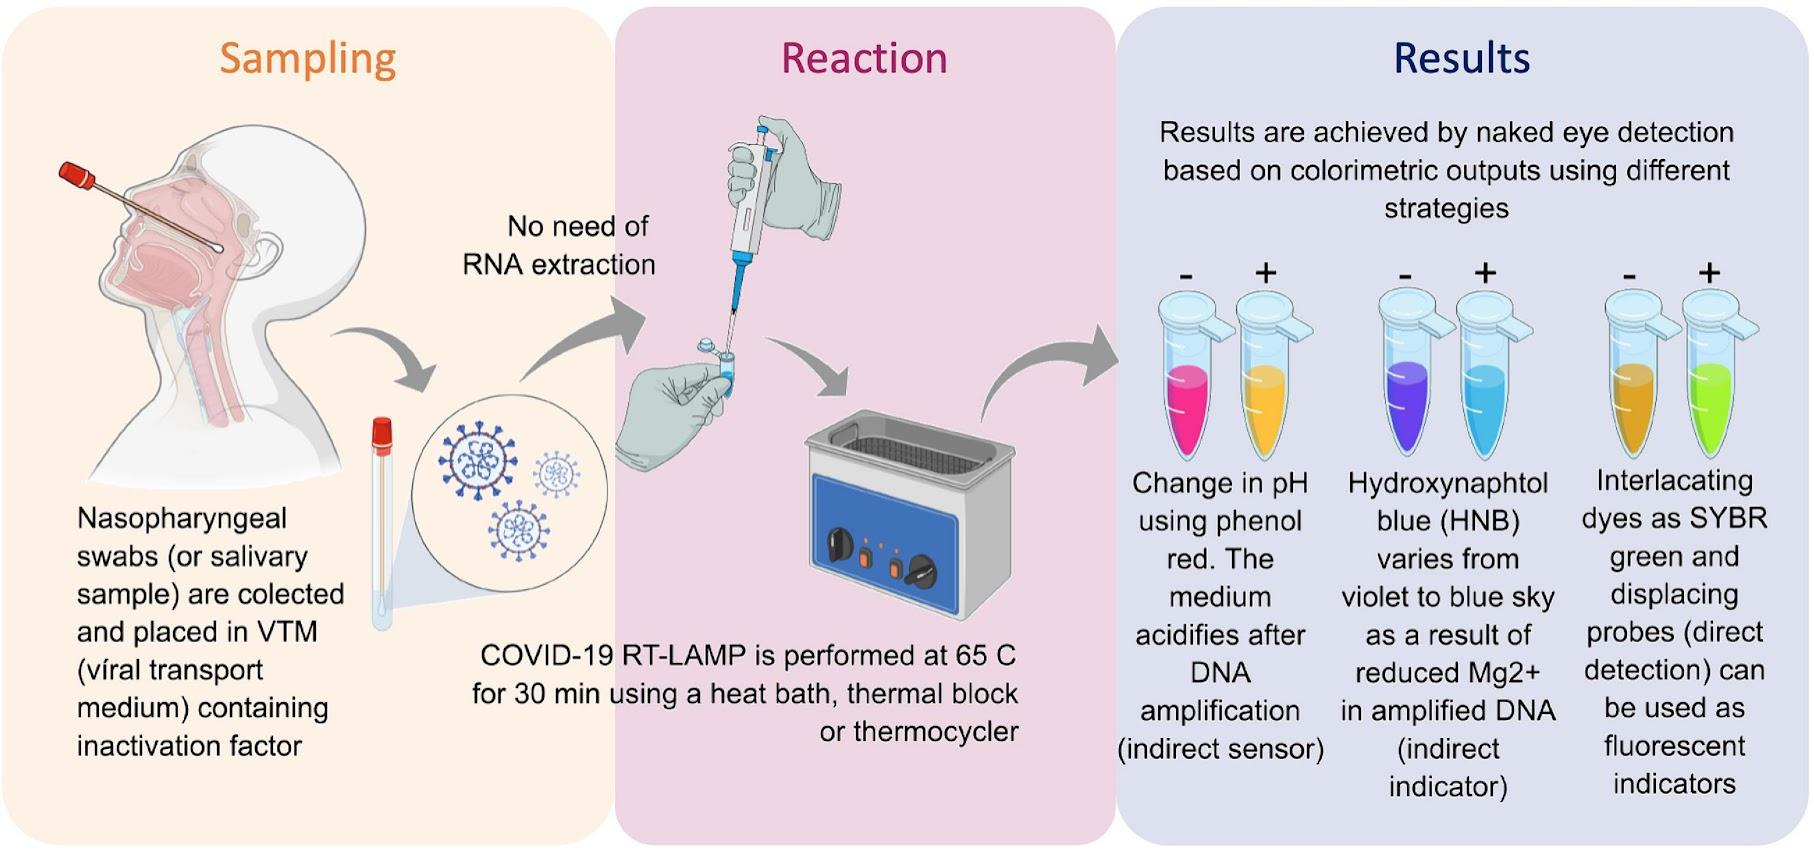 Sampling
Nasopharyngeal
swabs (or salivary
sample) are colected
and placed in VTM
(víral transport
medium) containing
inactivation factor
No need of
RNA extraction
Reaction
COVID-19 RT-LAMP is performed at 65 C
for 30 min using a heat bath, thermal block
or thermocycler
Results
Results are achieved by naked eye detection
based on colorimetric outputs using different
strategies
- +
Change in pH
using phenol
red. The
medium
acidifies after
DNA
amplification
(indirect sensor)
- +
Hydroxynaphtol
blue (HNB)
varies from
violet to blue sky
as a result of
reduced Mg2+
in amplified DNA
(indirect
indicator)
- +
Interlacating
dyes as SYBR
green and
displacing
probes (direct
detection) can
be used as
fluorescent
indicators